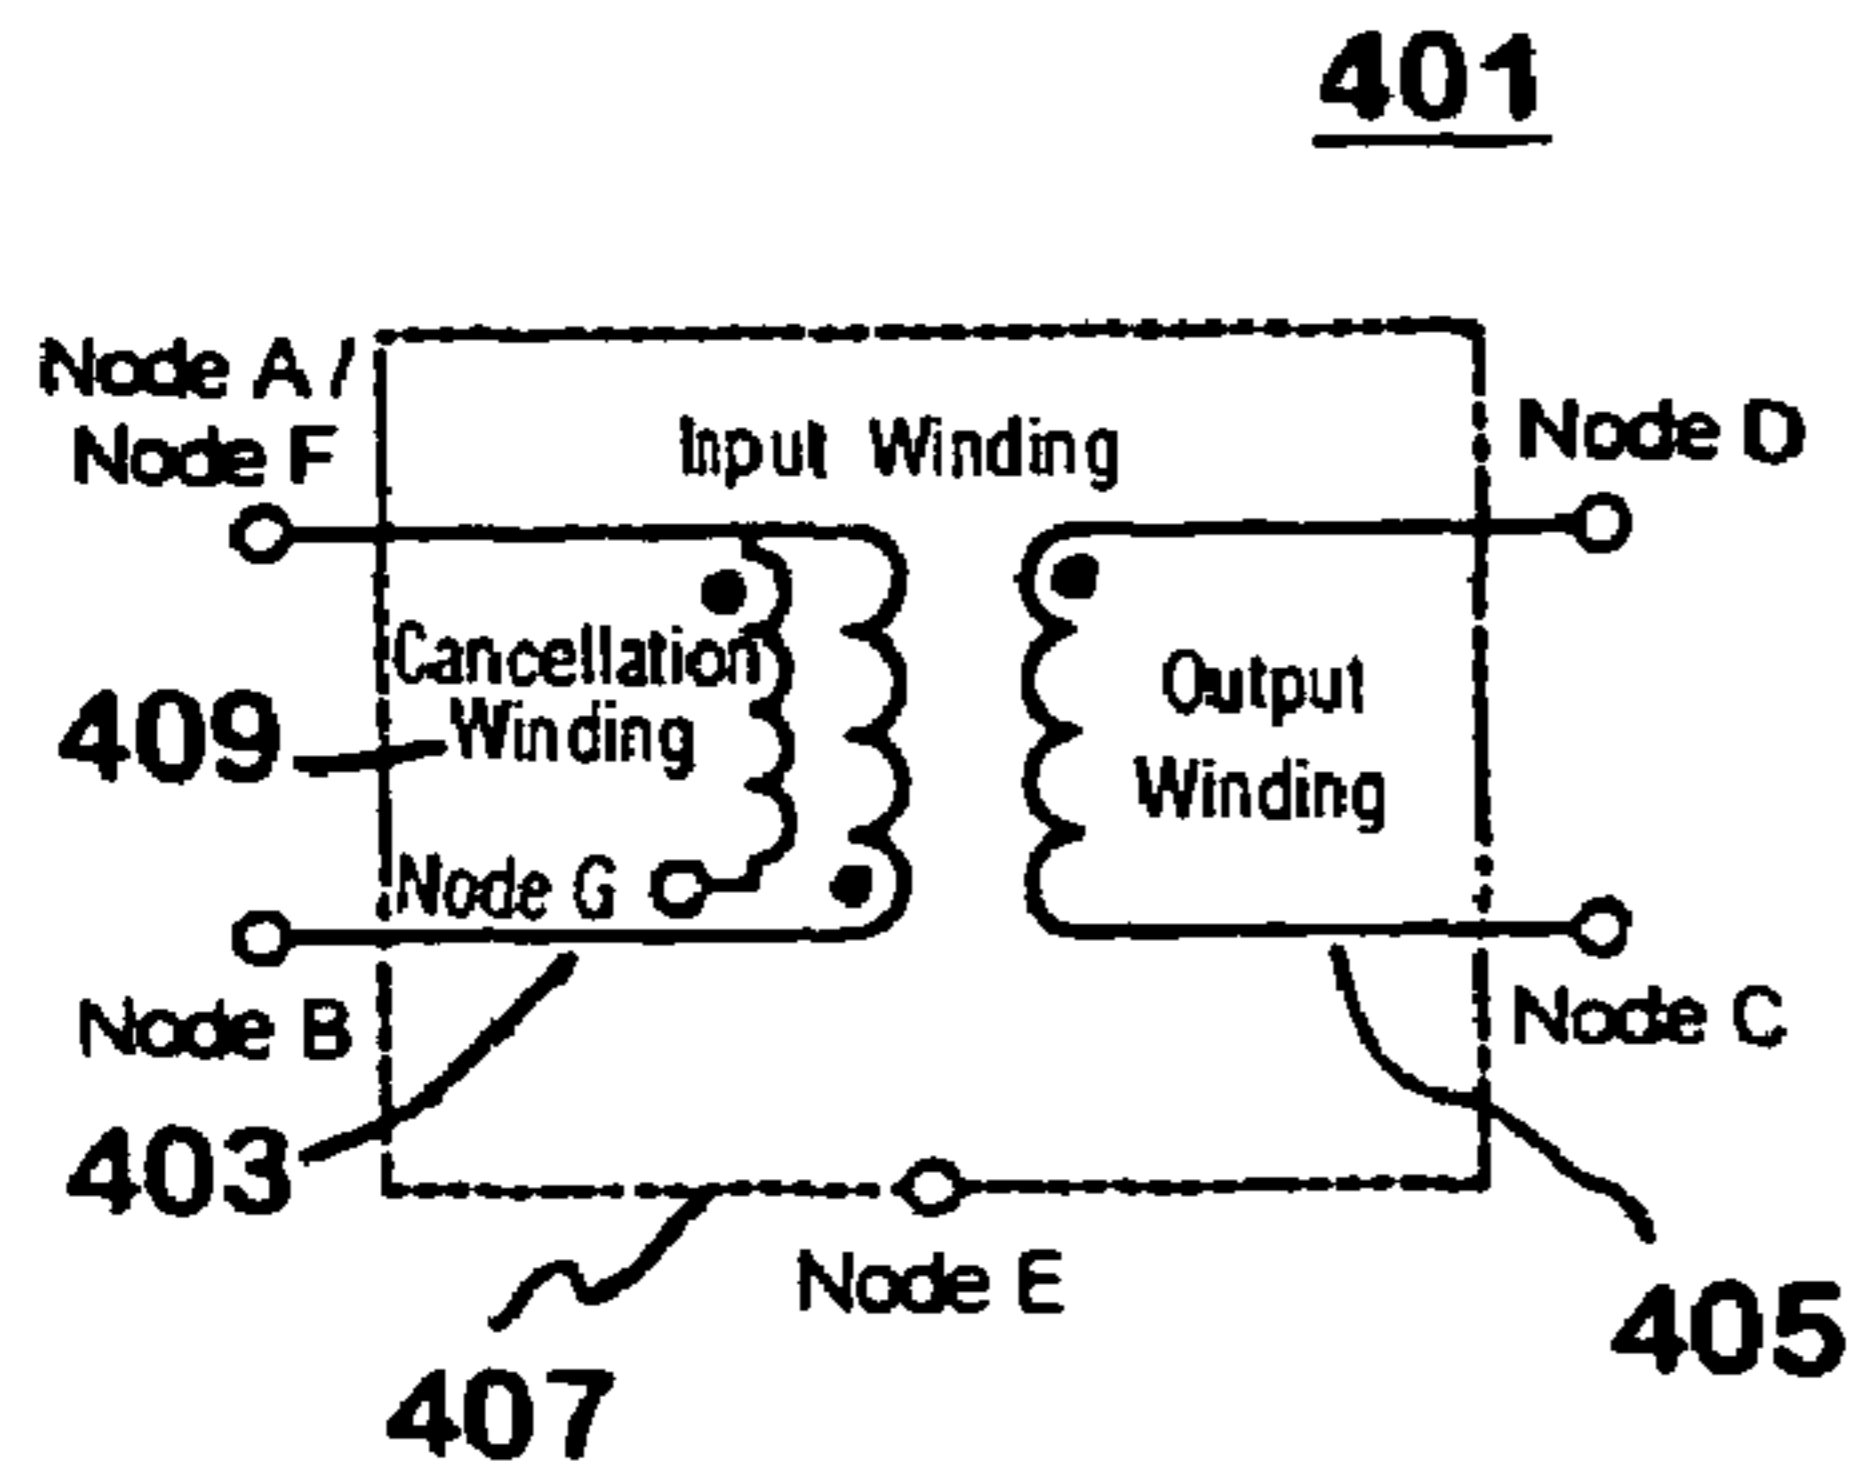 401
Node A /
Node F
Input Winding
Node D
Cancellation
Winding
409
Output
Winding
Node G
Node B
Node C
403
Node E
405
407